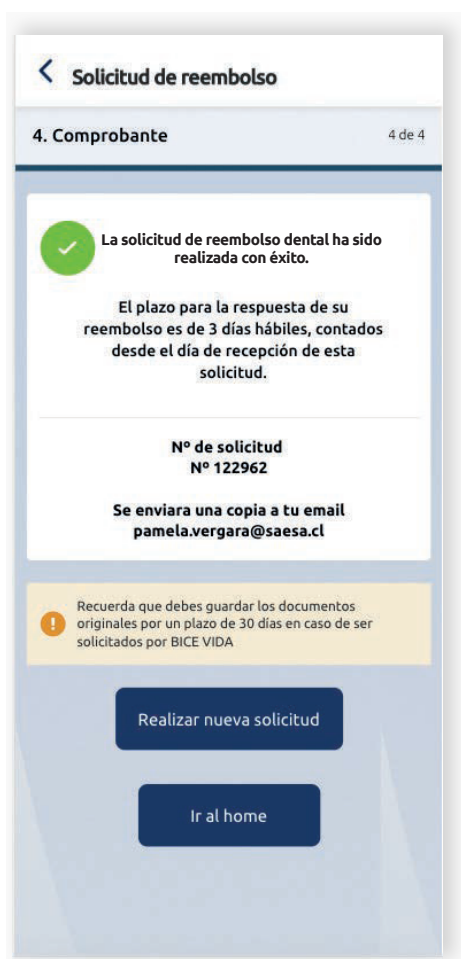 Solicitud de reembolso
4. Comprobante 4 de 4
La solicitud de reembolso dental ha sido
realizada con éxito.
El plazo para la respuesta de su
reembolso es de 3 días hábiles, contados
desde el día de recepción de esta
solicitud.
Nº de solicitud
Nº 122962
Se enviara una copia a tu email
pamela.vergara@saesa.cl
Recuerda que debes guardar los documentos
originales por un plazo de 30 días en caso de ser
solicitados por BICE VIDA
Realizar nueva solicitud
Ir al home